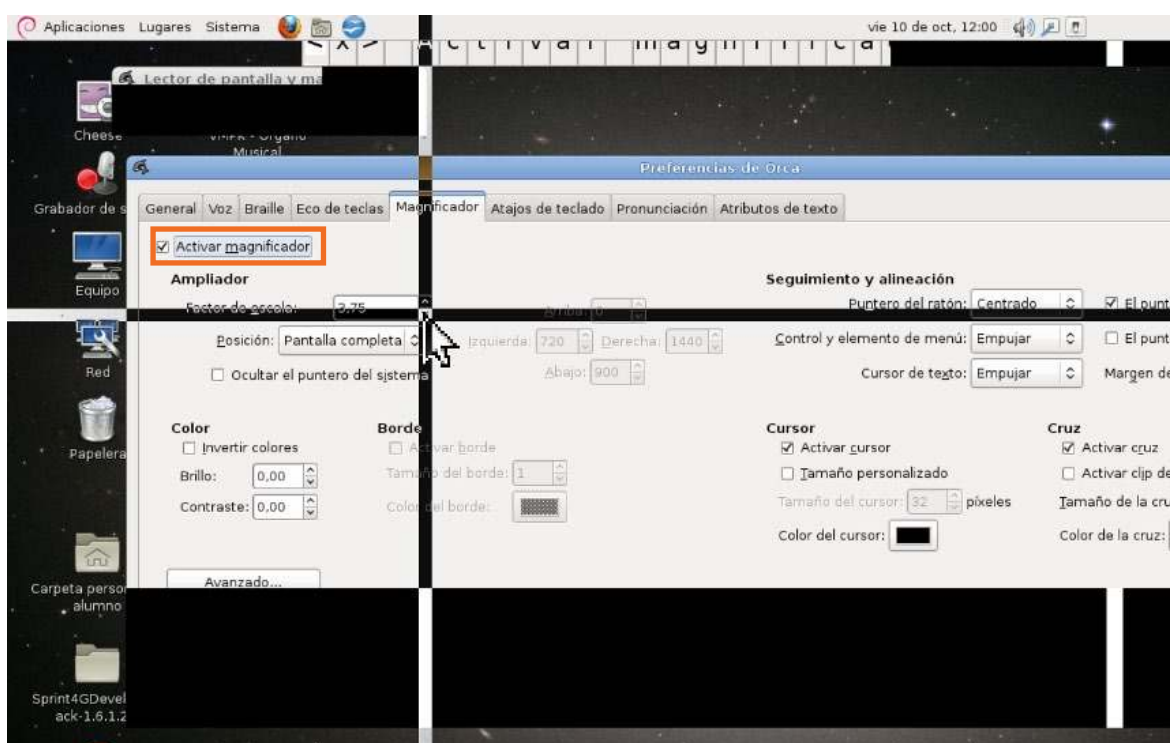 Aplicaciones Lugares Sistema vie 10 de oct, 12:00
<x> Activar magnifica
Lector de pantalla y ma
Cheese
Musical
Preferencias de Orca
Grabador de s
General Voz Braille Eco de teclas Magnificador Atajos de teclado Pronunciación Atributos de texto
Activar magnificador
Equipo
Ampliador Seguimiento y alineación
Factor de escala: 3,75 Arriba: 0 Puntero del ratón: Centrado El punt
Posición: Pantalla completa Izquierda: 720 Derecha: 1440 Control y elemento de menú: Empujar El punt
Red
Ocultar el puntero del sistema Abajo: 900 Cursor de texto: Empujar Margen de
Color Borde Cursor Cruz
Invertir colores Activar borde Activar cursor Activar cruz
Papelera
Brillo: 0,00 Tamaño del borde: 1 Tamaño personalizado Activar clip de
Contraste: 0,00 Color del borde: Tamaño del cursor: 32 píxeles Tamaño de la cru
Color del cursor: Color de la cruz:
Avanzado...
Carpeta person
alumno
Sprint4GDevel
ack-1.6.1.2